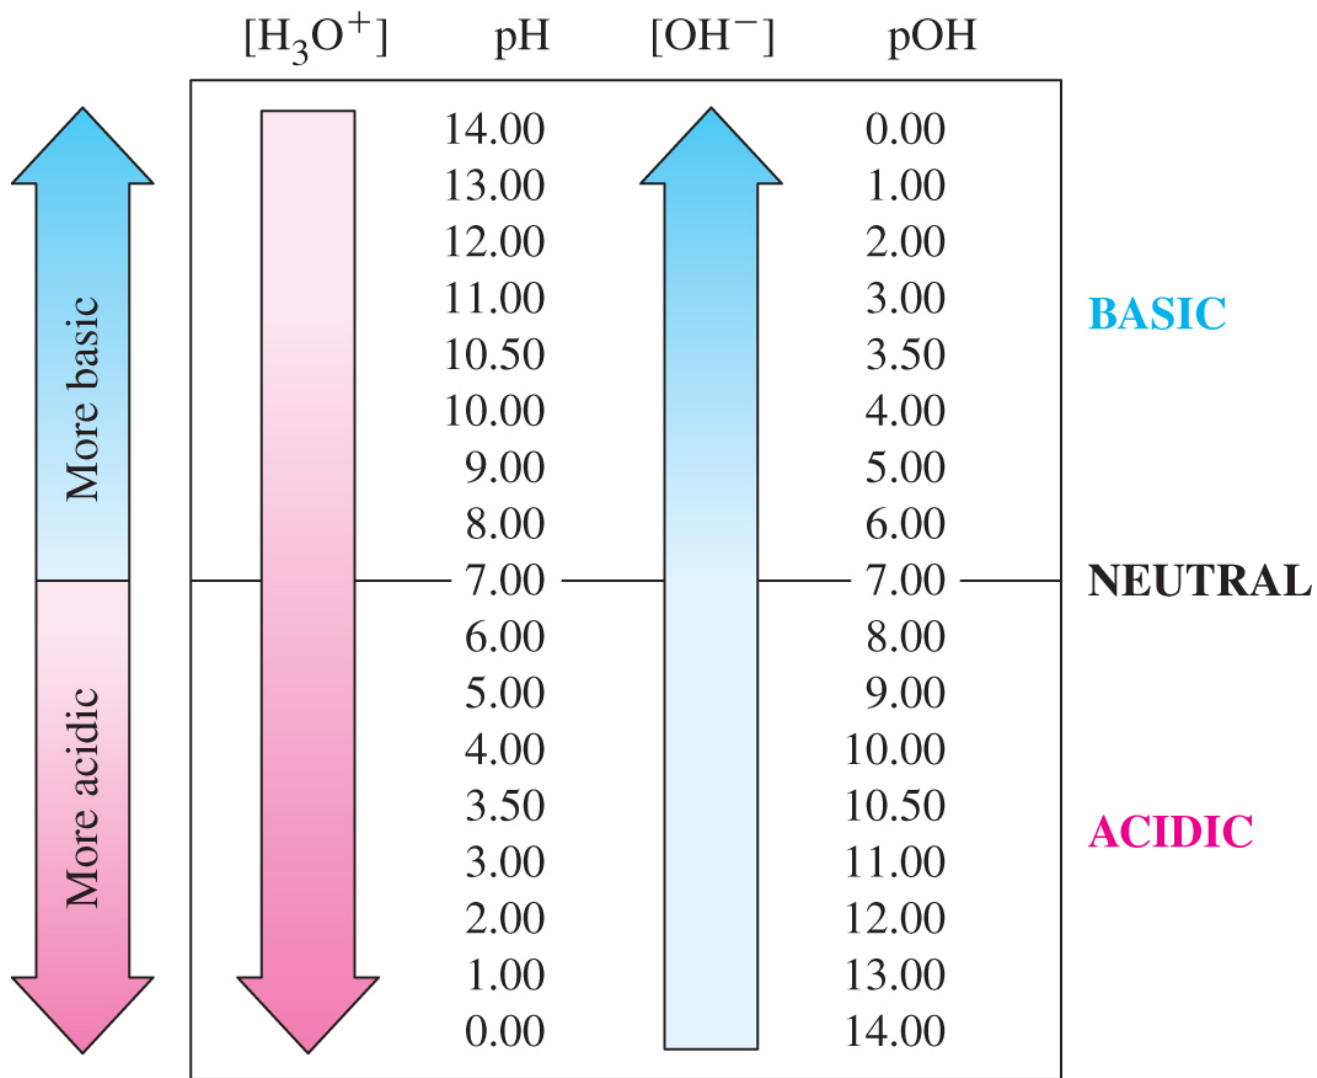 [H₃O⁺] pH [OH⁻] pOH
14.00 0.00
13.00 1.00
12.00 2.00
11.00 3.00 BASIC
10.50 3.50
More basic
10.00 4.00
9.00 5.00
8.00 6.00
7.00 7.00 NEUTRAL
6.00 8.00
5.00 9.00
4.00 10.00
More acidic
3.50 10.50 ACIDIC
3.00 11.00
2.00 12.00
1.00 13.00
0.00 14.00